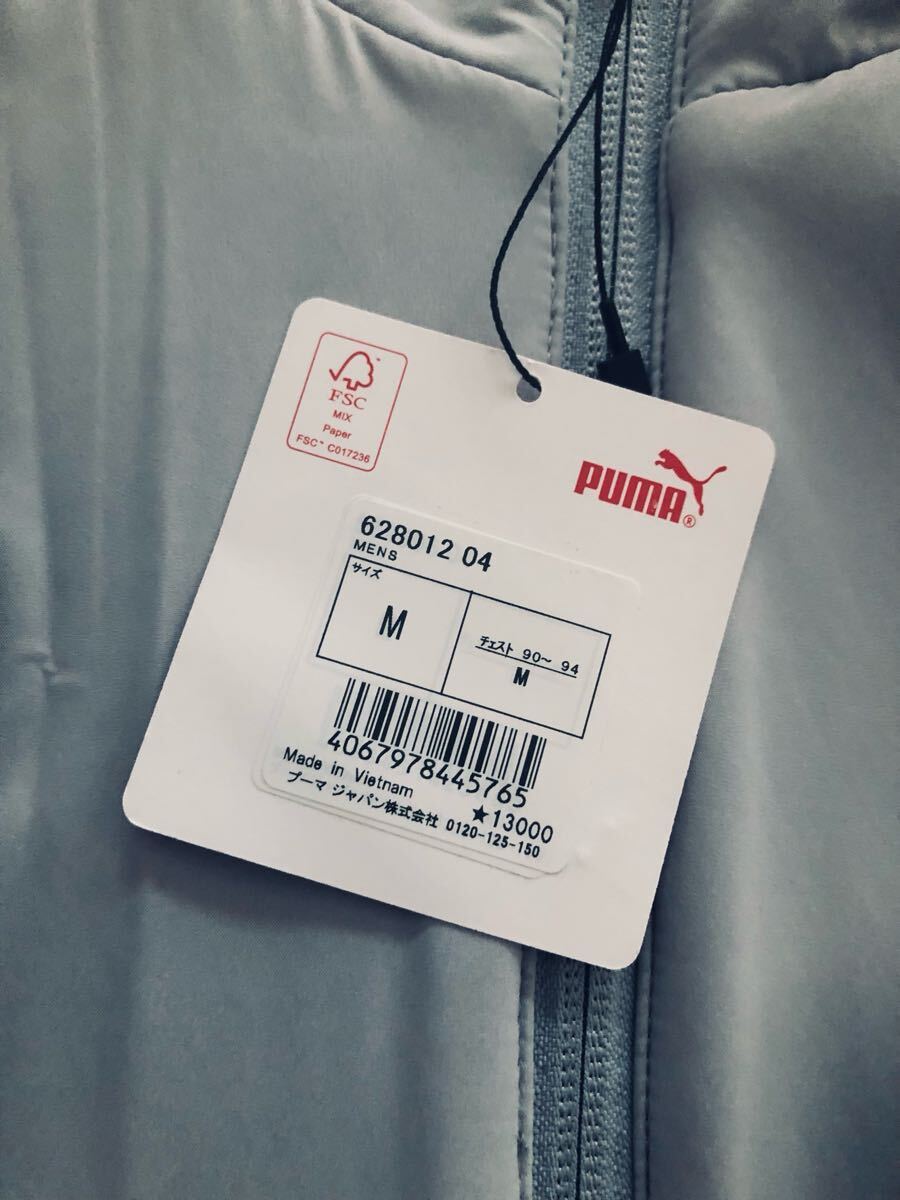 FSC
MIX
Paper
FSC™ C017236
PUMA®
628012 04
MENS
サイズ
M
チェスト 90～ 94
M
4067978445765
Made in Vietnam
★13000
プーマ ジャパン株式会社 0120-125-150